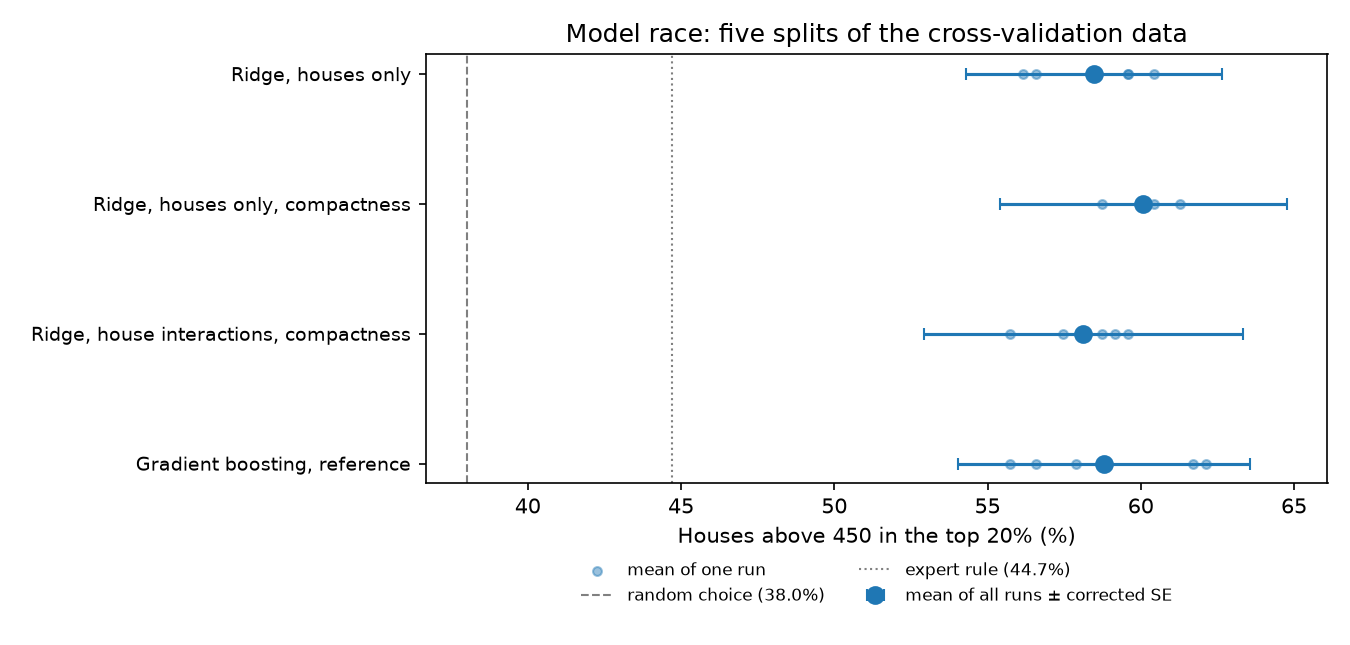 Model race: five splits of the cross-validation data
Ridge, houses only
Ridge, houses only, compactness
Ridge, house interactions, compactness
Gradient boosting, reference
40 45 50 55 60 65
Houses above 450 in the top 20% (%)
mean of one run
random choice (38.0%)
expert rule (44.7%)
mean of all runs ± corrected SE